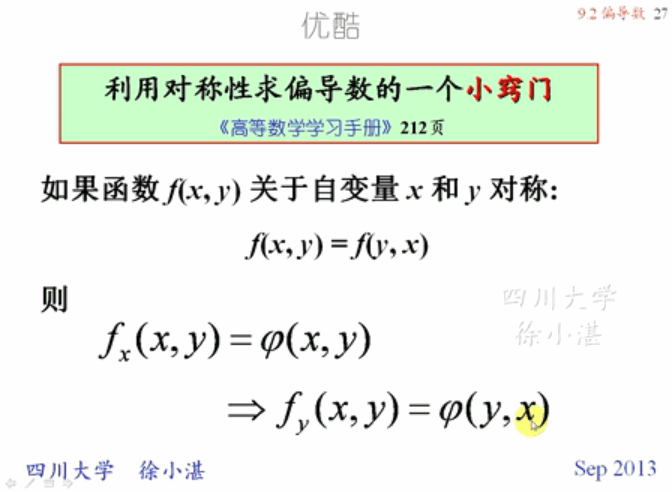 优酷
9.2 偏导数 27
利用对称性求偏导数的一个小窍门
《高等数学学习手册》212页
如果函数 f(x, y) 关于自变量 x 和 y 对称:
f(x, y) = f(y, x)
则
f_x(x, y) = φ(x, y)
⇒ f_y(x, y) = φ(y, x)
四川大学
徐小湛
四川大学 徐小湛
Sep 2013